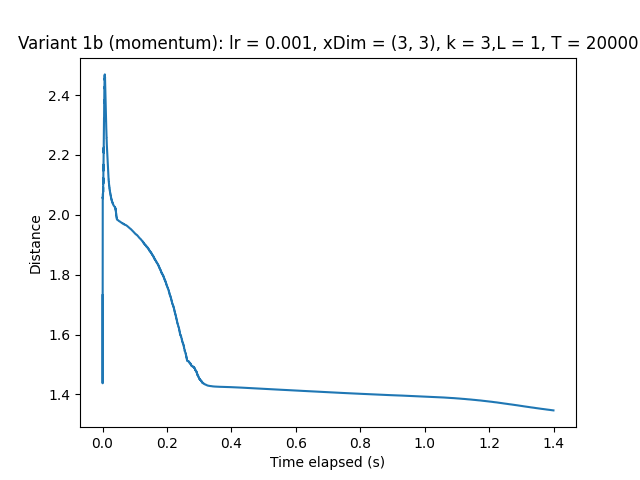 Variant 1b (momentum): lr = 0.001, xDim = (3, 3), k = 3,L = 1, T = 20000
2.4
2.2
2.0
1.8
1.6
1.4
Distance
0.0 0.2 0.4 0.6 0.8 1.0 1.2 1.4
Time elapsed (s)